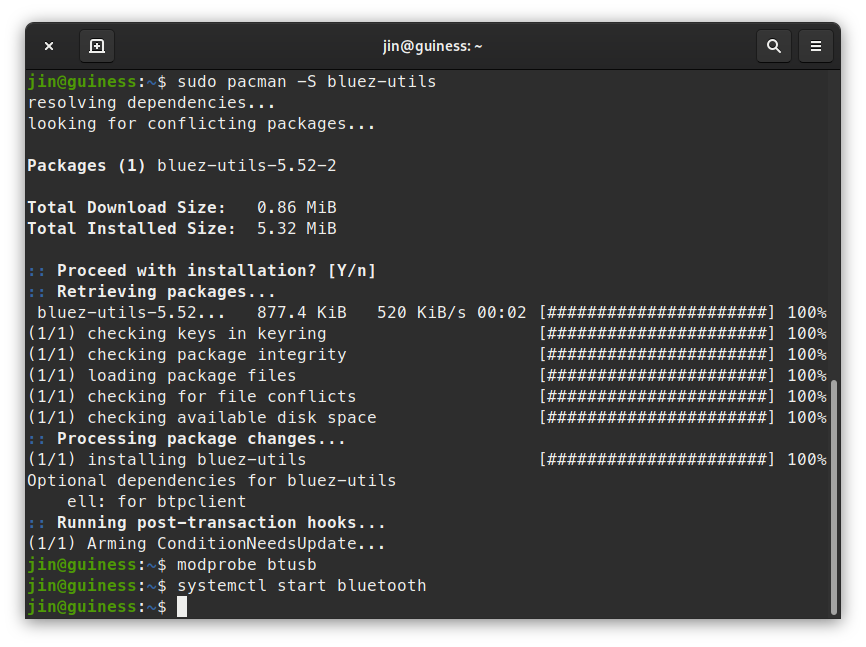 jin@guiness: ~
jin@guiness:~$ sudo pacman -S bluez-utils
resolving dependencies...
looking for conflicting packages...
Packages (1) bluez-utils-5.52-2
Total Download Size:   0.86 MiB
Total Installed Size:  5.32 MiB
:: Proceed with installation? [Y/n]
:: Retrieving packages...
 bluez-utils-5.52...   877.4 KiB   520 KiB/s 00:02 [######################] 100%
(1/1) checking keys in keyring                     [######################] 100%
(1/1) checking package integrity                   [######################] 100%
(1/1) loading package files                        [######################] 100%
(1/1) checking for file conflicts                  [######################] 100%
(1/1) checking available disk space                [######################] 100%
:: Processing package changes...
(1/1) installing bluez-utils                       [######################] 100%
Optional dependencies for bluez-utils
    ell: for btpclient
:: Running post-transaction hooks...
(1/1) Arming ConditionNeedsUpdate...
jin@guiness:~$ modprobe btusb
jin@guiness:~$ systemctl start bluetooth
jin@guiness:~$